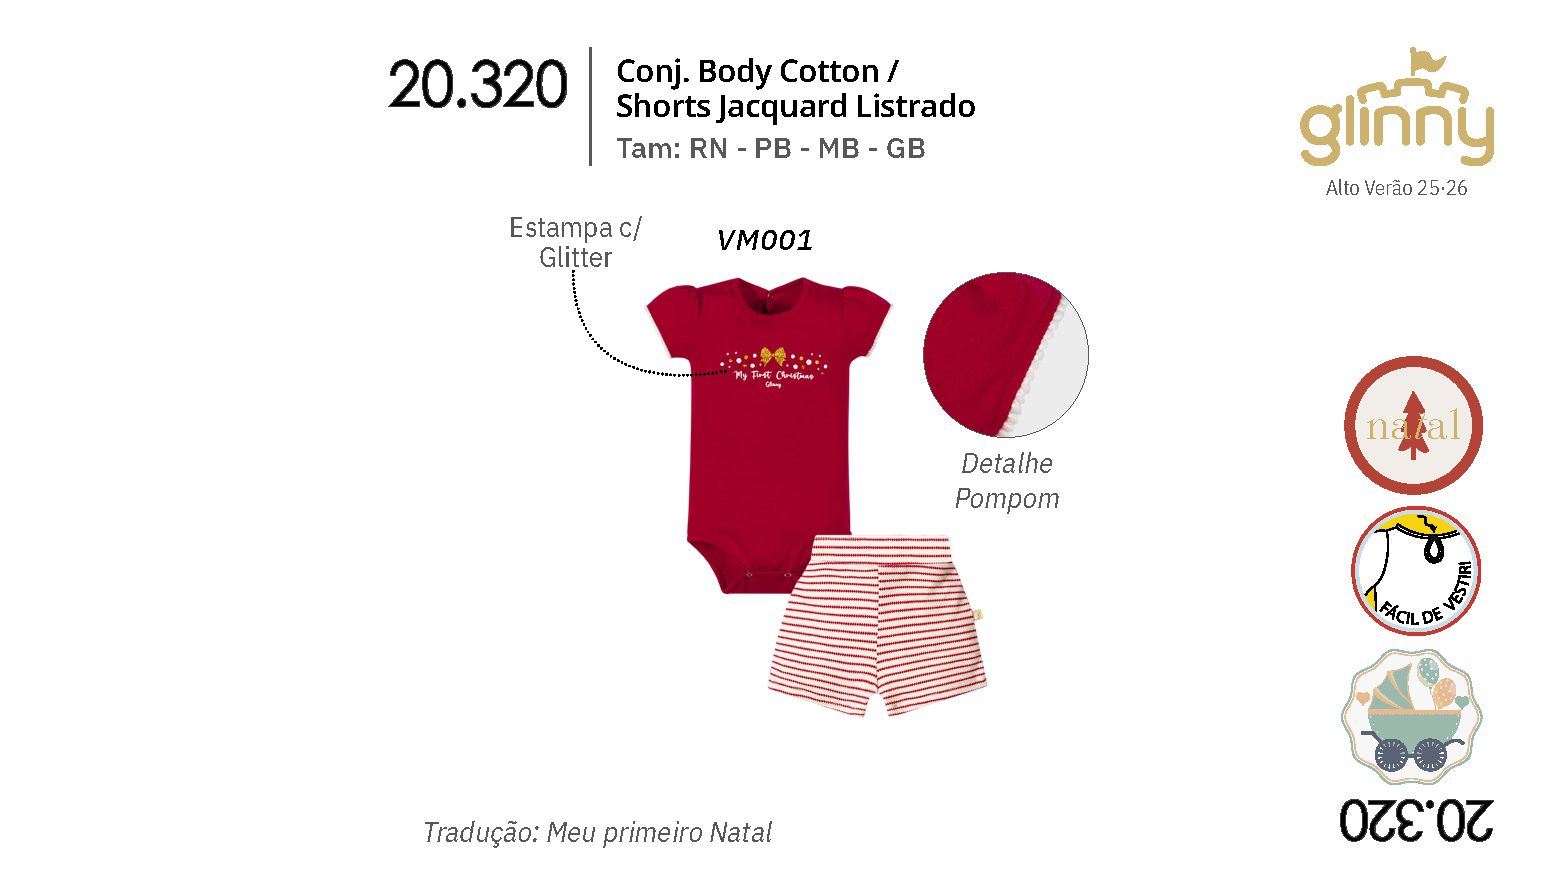 20.320
Conj. Body Cotton /
Shorts Jacquard Listrado
Tam: RN - PB - MB - GB
glinny
Alto Verão 25·26
Estampa c/
Glitter
VM001
My First Christmas
Glinny
Detalhe
Pompom
natal
FÁCIL DE VESTIR!
20.320
Tradução: Meu primeiro Natal